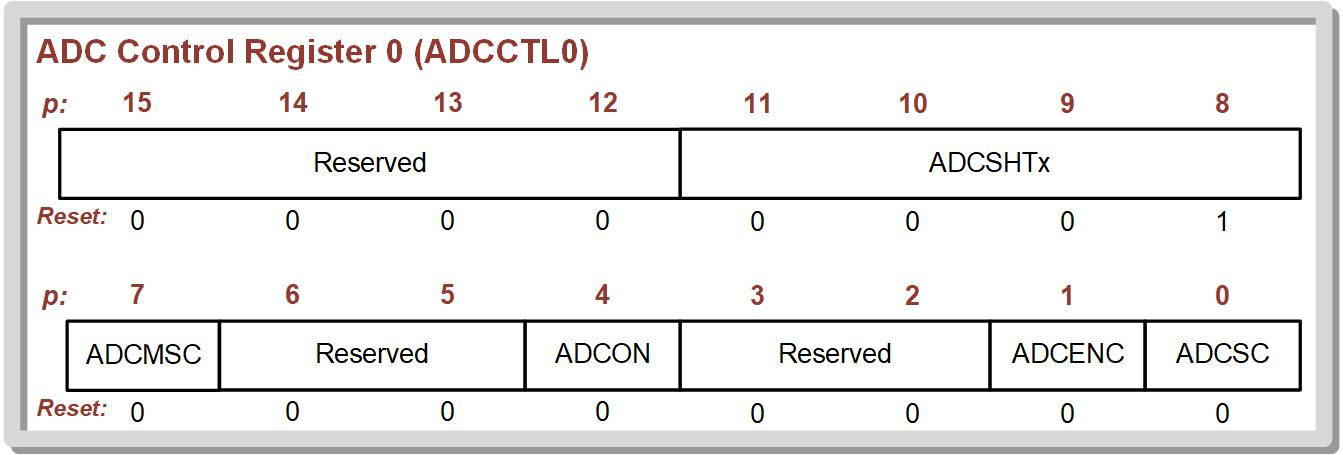 ADC Control Register 0 (ADCCTL0)
p: 15 14 13 12 11 10 9 8
Reserved ADCSHTx
Reset: 0 0 0 0 0 0 0 1
p: 7 6 5 4 3 2 1 0
ADCMSC Reserved ADCON Reserved ADCENC ADCSC
Reset: 0 0 0 0 0 0 0 0